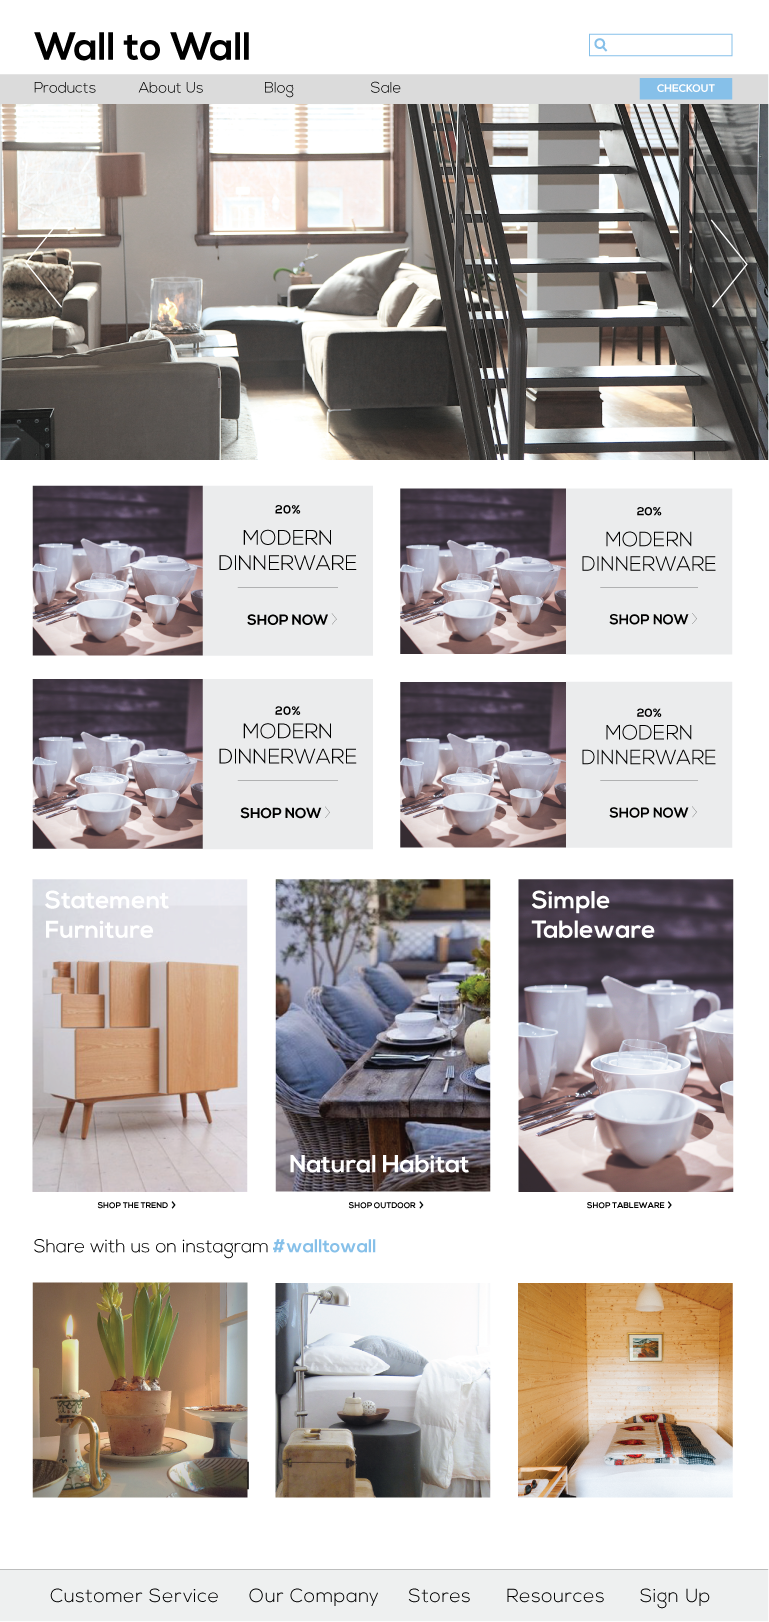 Wall to Wall
Products About Us Blog Sale CHECKOUT
20%
MODERN
DINNERWARE
SHOP NOW
20%
MODERN
DINNERWARE
SHOP NOW
20%
MODERN
DINNERWARE
SHOP NOW
20%
MODERN
DINNERWARE
SHOP NOW
Statement
Furniture
SHOP THE TREND
Natural Habitat
SHOP OUTDOOR
Simple
Tableware
SHOP TABLEWARE
Share with us on instagram #walltowall
Customer Service Our Company Stores Resources Sign Up